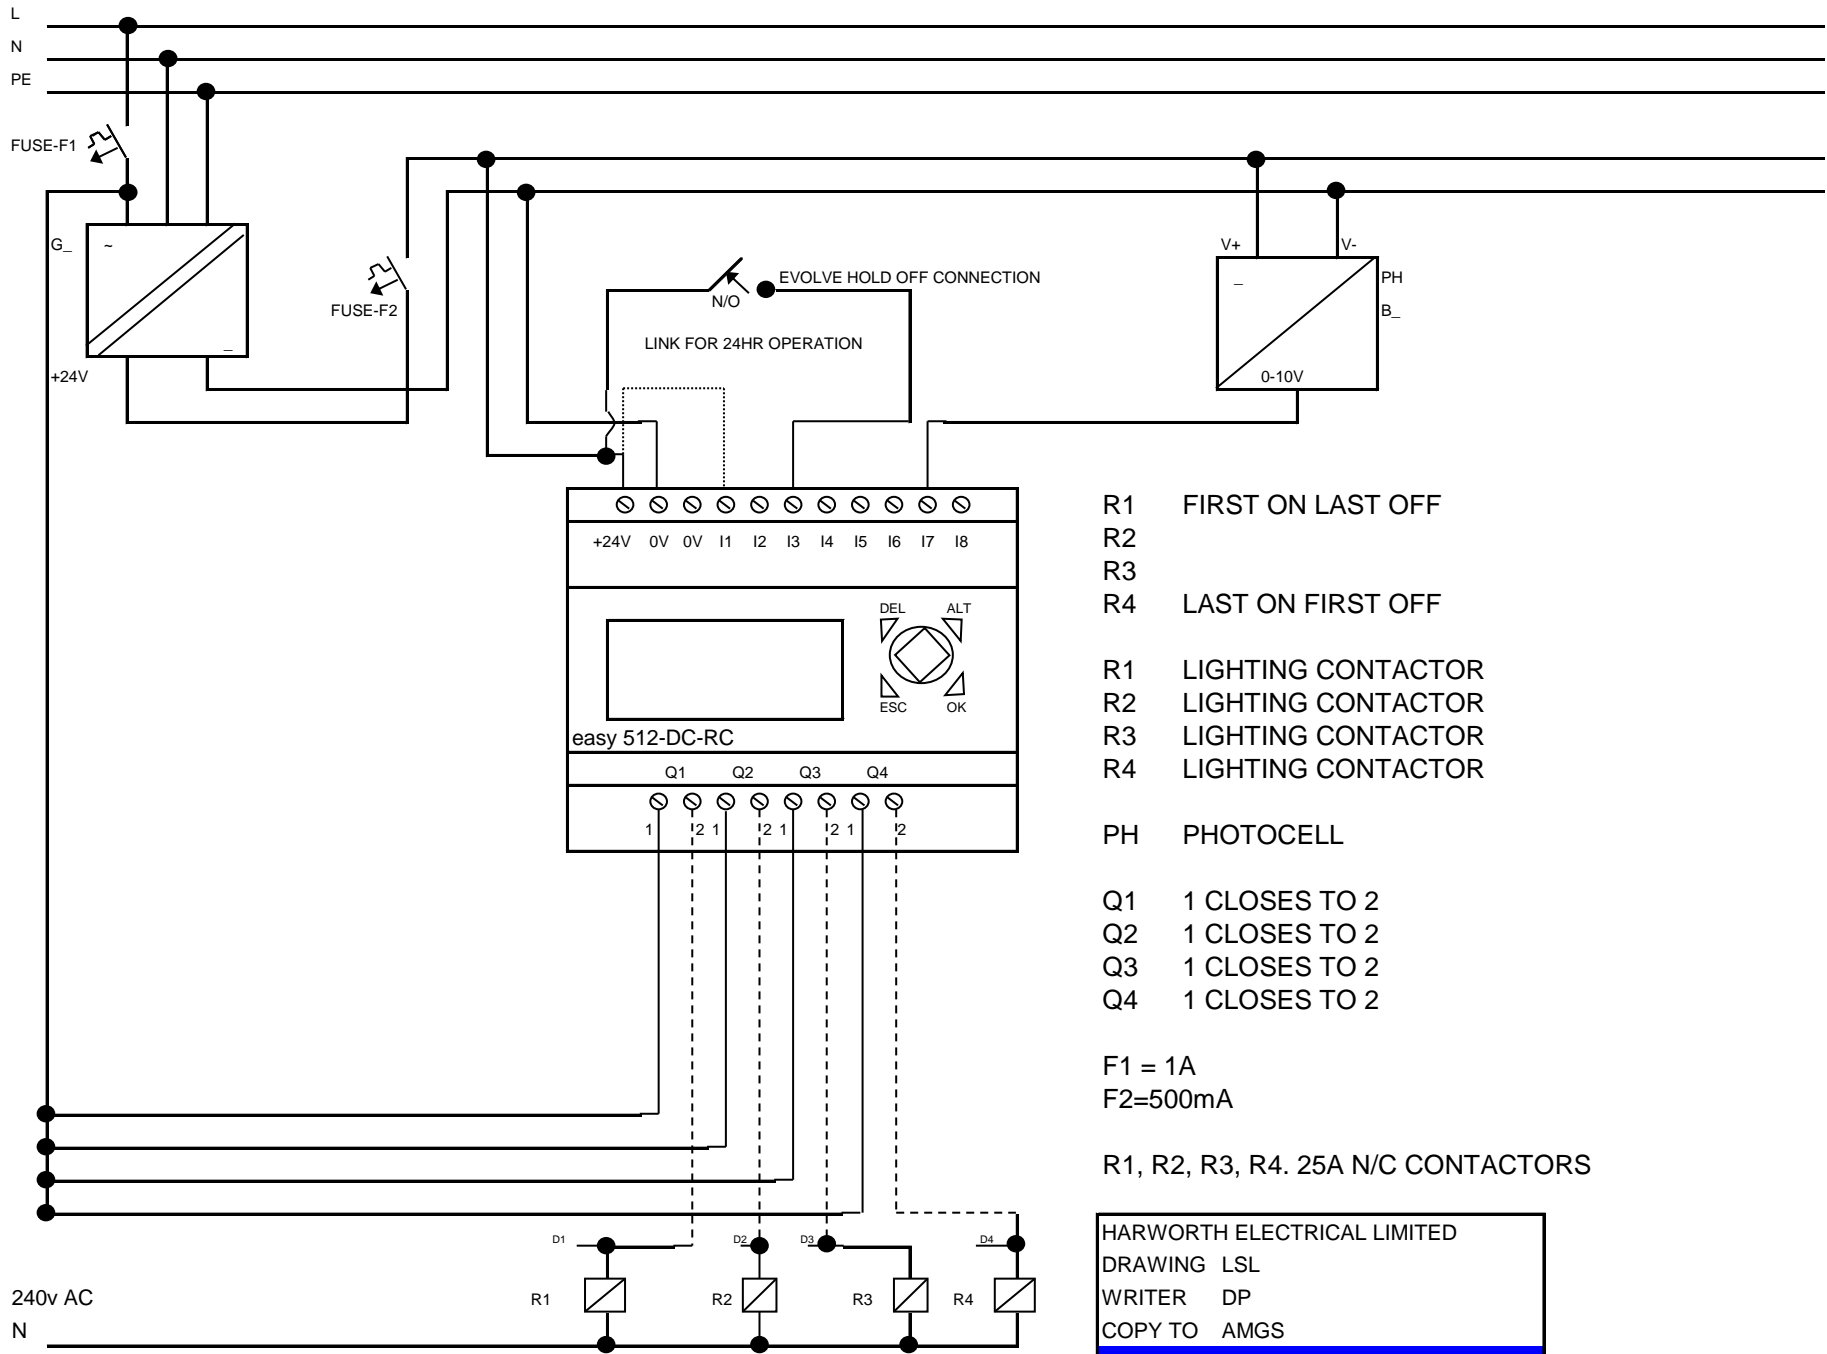 L
N
PE
FUSE-F1
G_
~
_
+24V
FUSE-F2
N/O
EVOLVE HOLD OFF CONNECTION
LINK FOR 24HR OPERATION
V+
V-
_
PH
B_
0-10V
+24V 0V 0V I1 I2 I3 I4 I5 I6 I7 I8
DEL ALT
ESC OK
easy 512-DC-RC
Q1 Q2 Q3 Q4
1 2 1 2 1 2 1 2
R1 FIRST ON LAST OFF
R2
R3
R4 LAST ON FIRST OFF
R1 LIGHTING CONTACTOR
R2 LIGHTING CONTACTOR
R3 LIGHTING CONTACTOR
R4 LIGHTING CONTACTOR
PH PHOTOCELL
Q1 1 CLOSES TO 2
Q2 1 CLOSES TO 2
Q3 1 CLOSES TO 2
Q4 1 CLOSES TO 2
F1 = 1A
F2=500mA
R1, R2, R3, R4. 25A N/C CONTACTORS
D1 D2 D3 D4
R1 R2 R3 R4
240v AC
N
HARWORTH ELECTRICAL LIMITED
DRAWING LSL
WRITER DP
COPY TO AMGS